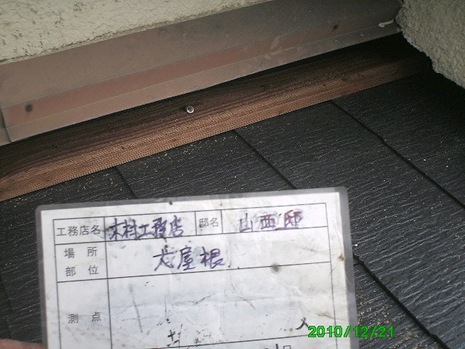 工務店名 木村工務店 邸名 山西邸
場所
部位 大屋根
測点
2010/12/21